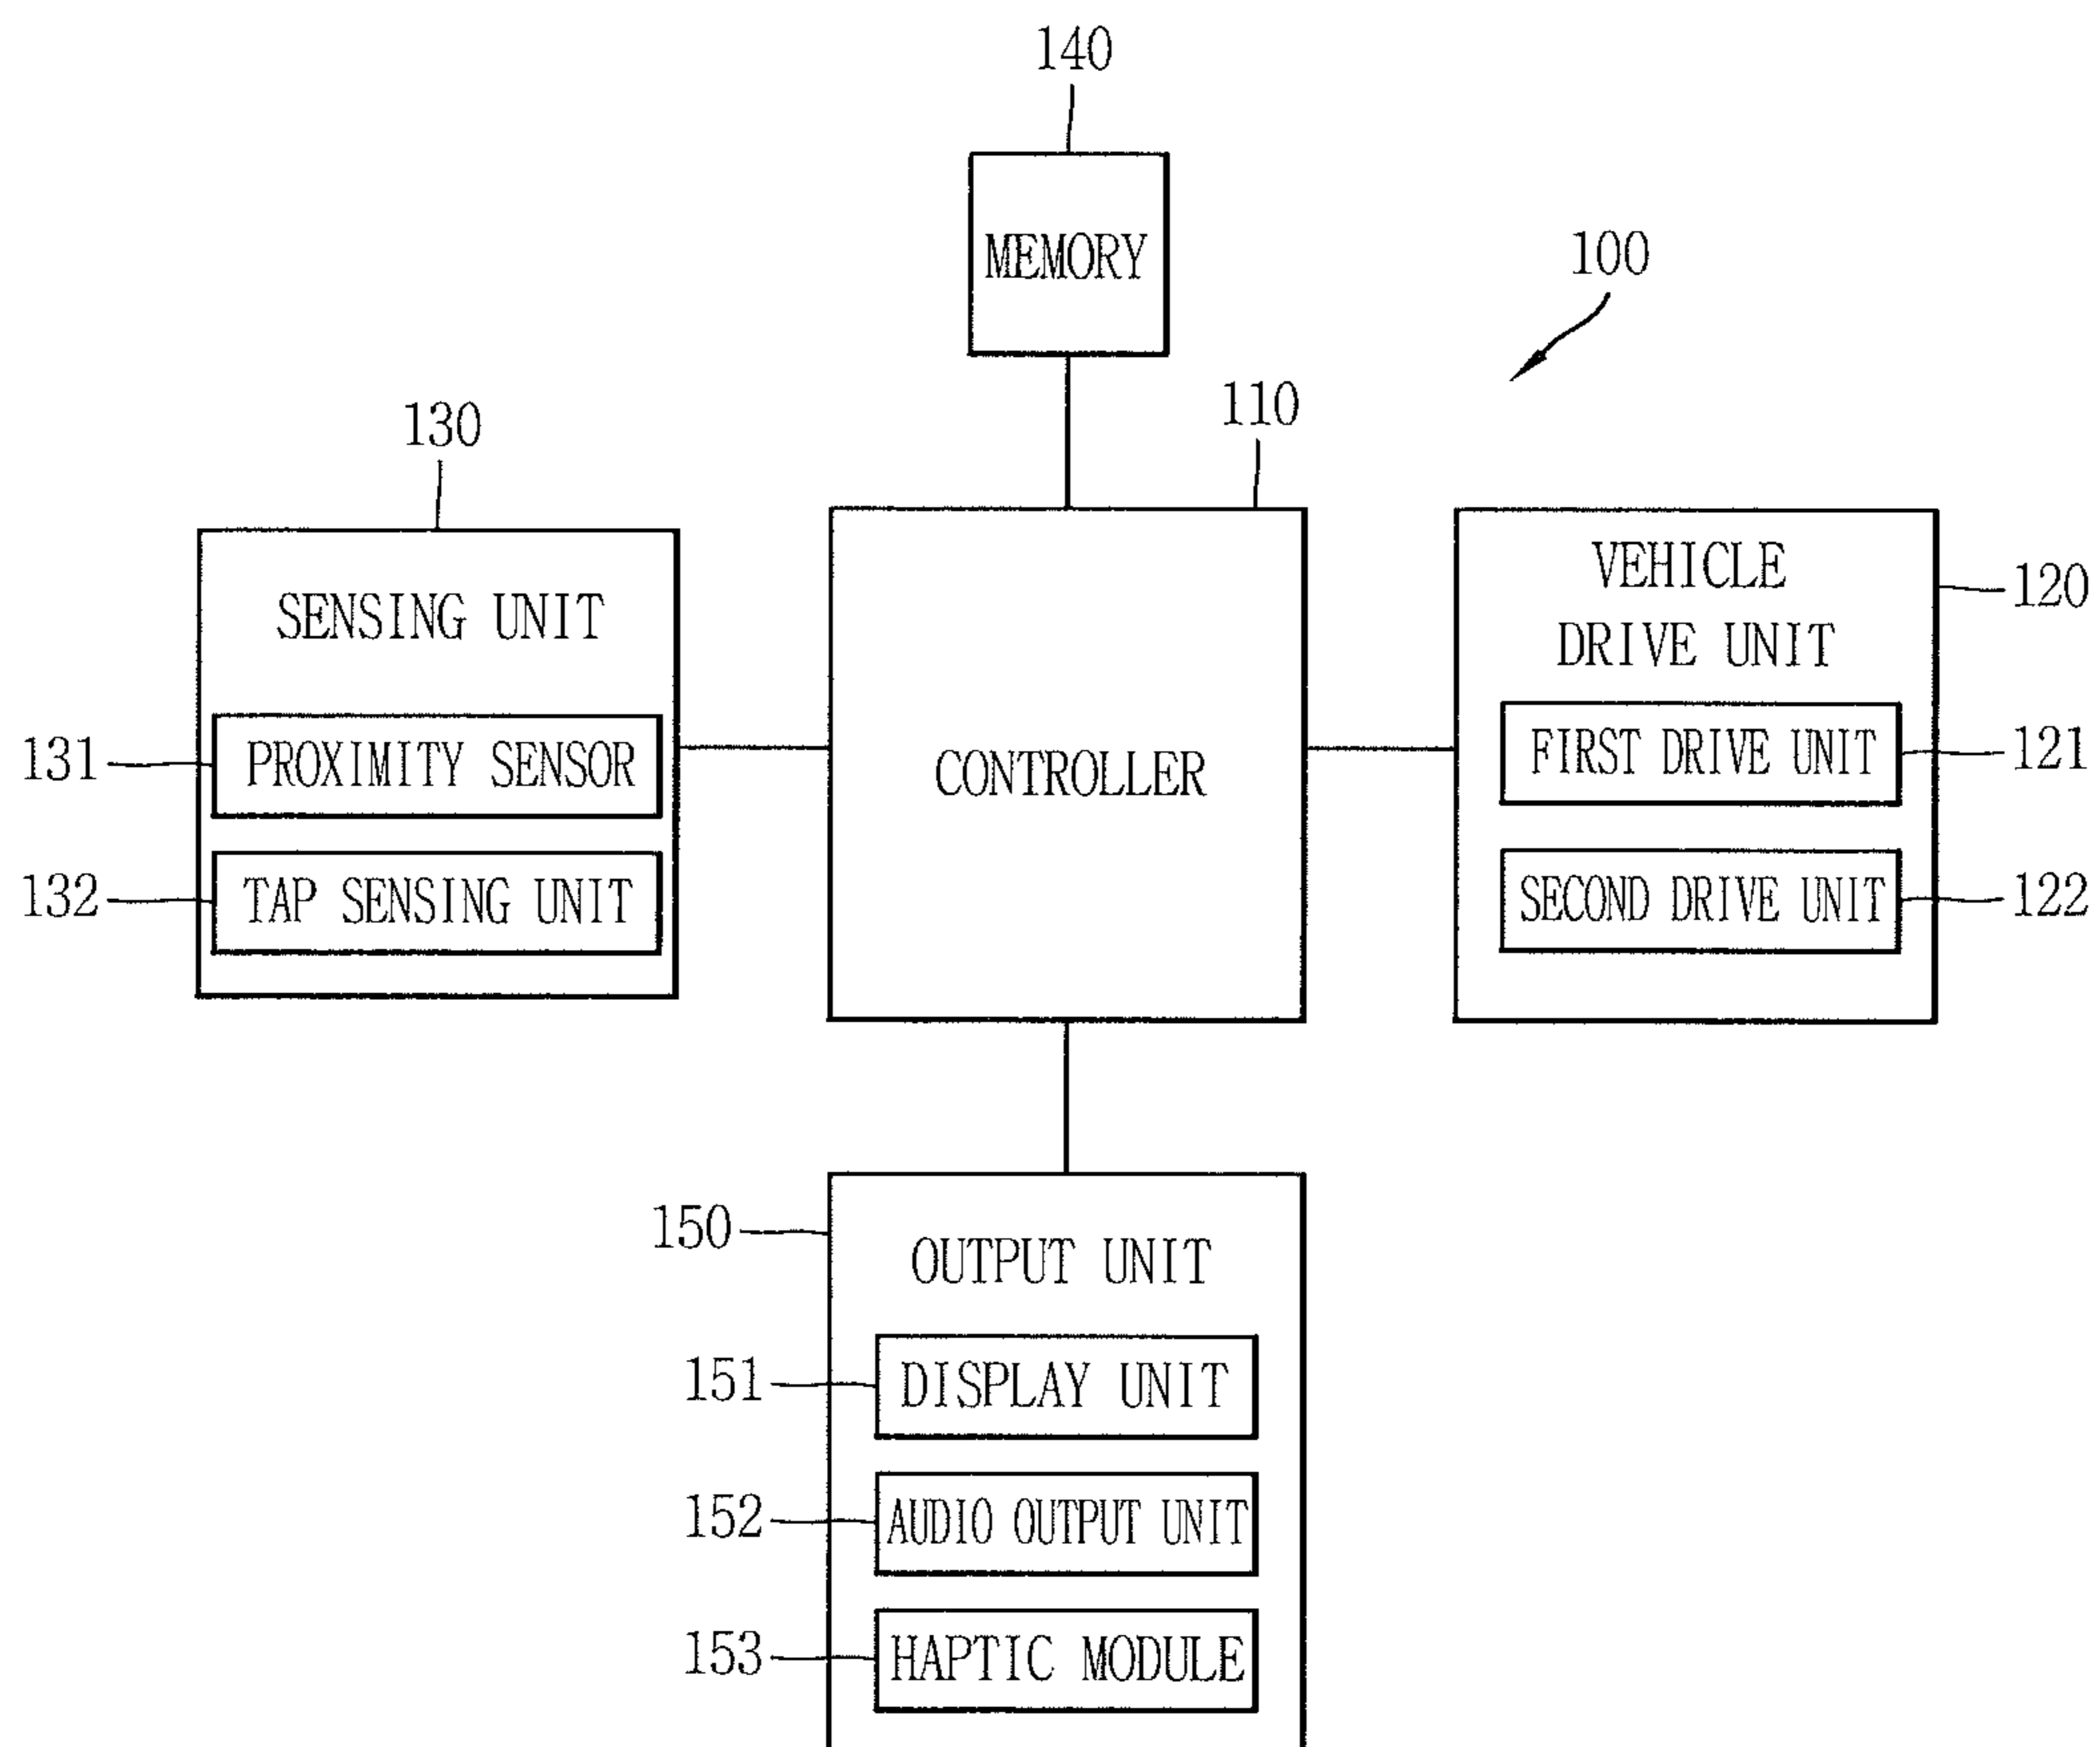 140
MEMORY
100
110
130
SENSING UNIT
131
PROXIMITY SENSOR
132
TAP SENSING UNIT
CONTROLLER
VEHICLE
DRIVE UNIT
120
FIRST DRIVE UNIT
121
SECOND DRIVE UNIT
122
150
OUTPUT UNIT
151
DISPLAY UNIT
152
AUDIO OUTPUT UNIT
153
HAPTIC MODULE